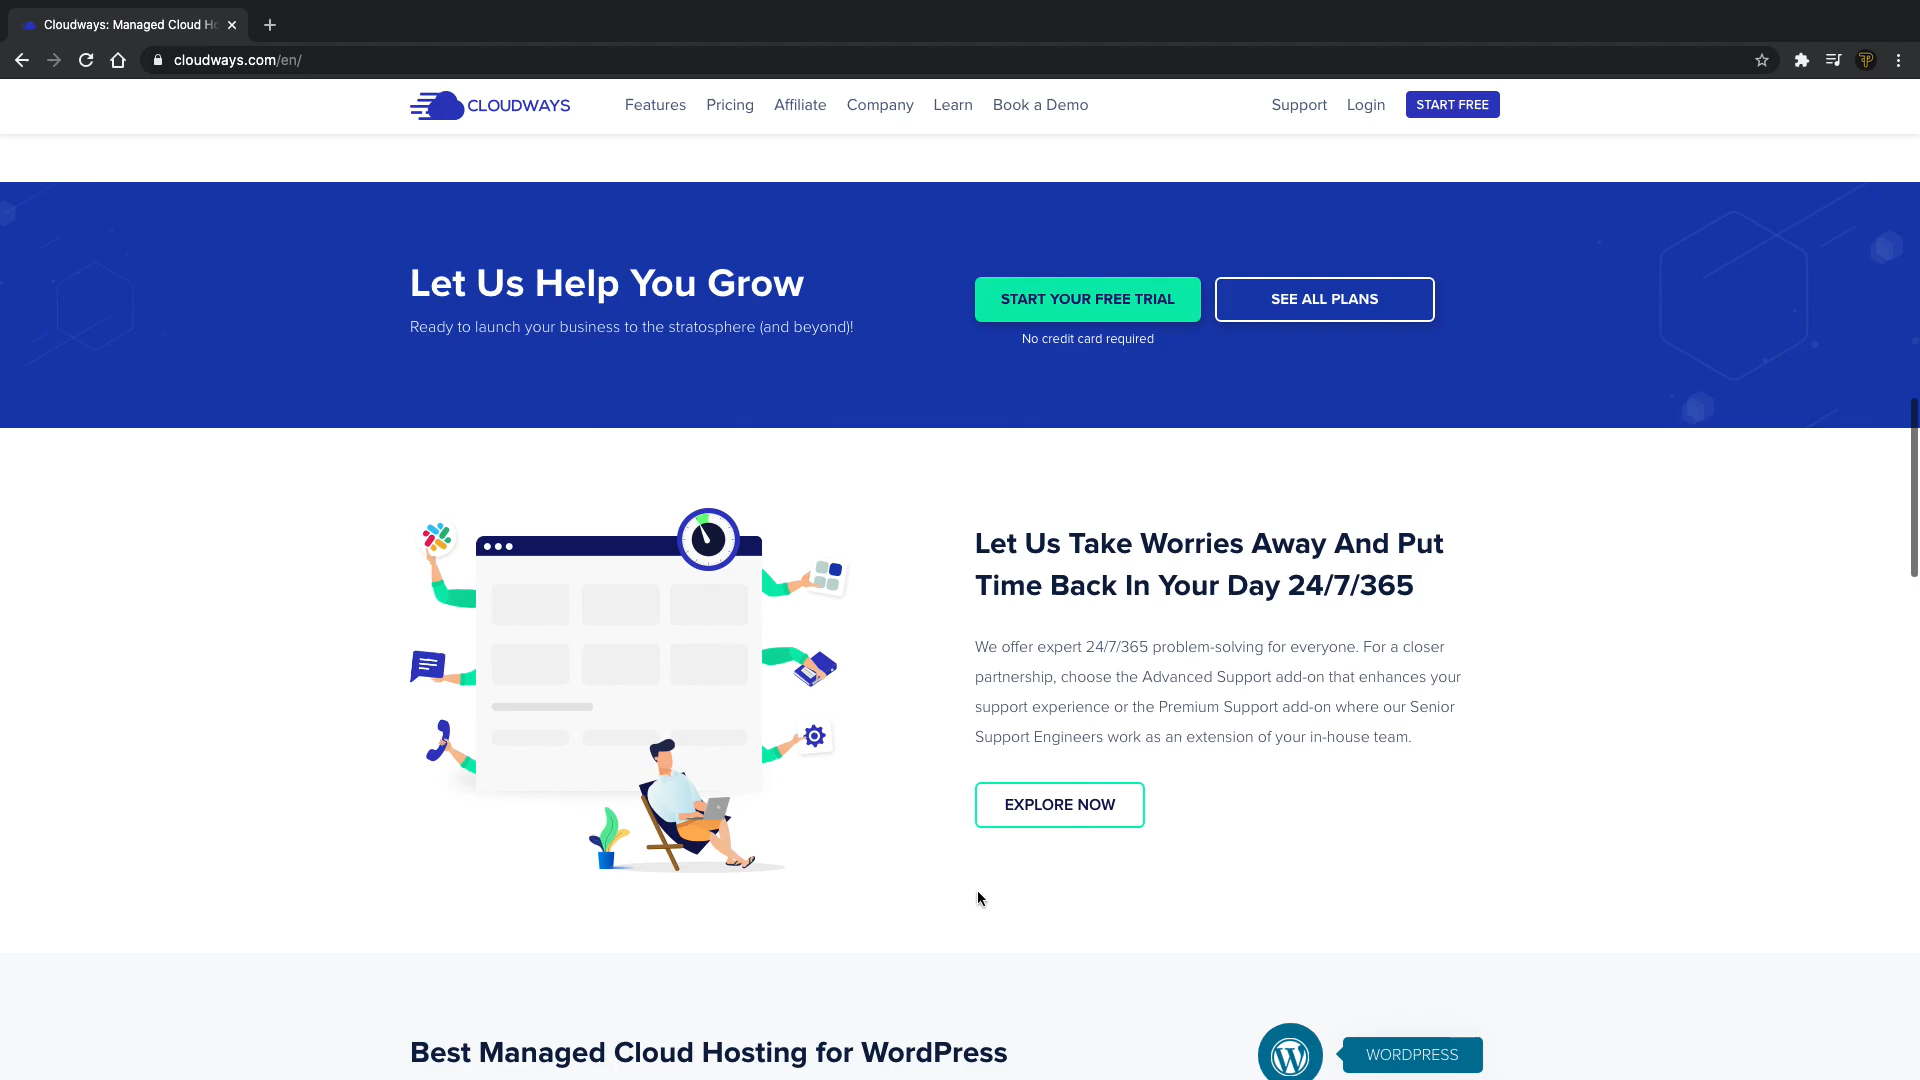 Cloudways: Managed Cloud Ho
cloudways.com/en/
CLOUDWAYS
Features
Pricing
Affiliate
Company
Learn
Book a Demo
Support
Login
START FREE
Let Us Help You Grow
Ready to launch your business to the stratosphere (and beyond)!
START YOUR FREE TRIAL
No credit card required
SEE ALL PLANS
Let Us Take Worries Away And Put
Time Back In Your Day 24/7/365
We offer expert 24/7/365 problem-solving for everyone. For a closer
partnership, choose the Advanced Support add-on that enhances your
support experience or the Premium Support add-on where our Senior
Support Engineers work as an extension of your in-house team.
EXPLORE NOW
Best Managed Cloud Hosting for WordPress
WORDPRESS